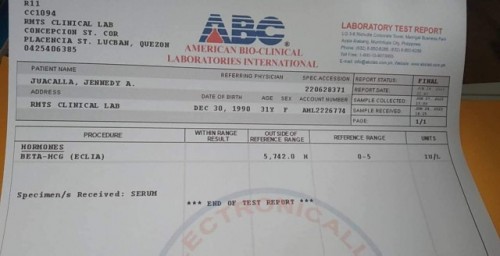 R11
CC1094
RMTS CLINICAL LAB
CONCEPCION ST. COR
PLACENCIA ST. LUCBAN, QUEZON
0425406385
ABC
AMERICAN BIO-CLINICAL
LABORATORIES INTERNATIONAL
LABORATORY TEST REPORT
PATIENT NAME REFERRING PHYSICIAN SPEC.ACCESSION REPORT STATUS: FINAL
JUACALLA, JENNEDY A. 220628371 REPORT DATE:
ADDRESS DATE OF BIRTH AGE SEX ACCOUNT NUMBER SAMPLE COLLECTED:
RMTS CLINICAL LAB DEC 30, 1990 31Y F AHL2226774 SAMPLE RECEIVED:
PAGE: 1/1
PROCEDURE WITHIN RANGE RESULT OUTSIDE OF REFERENCE RANGE REFERENCE RANGE UNITS
HORMONES
BETA-HCG (ECLIA) 5,742.0 H 0-5 IU/L
Specimen/s Received: SERUM
*** END OF TEST REPORT ***
ELECTRONICALL